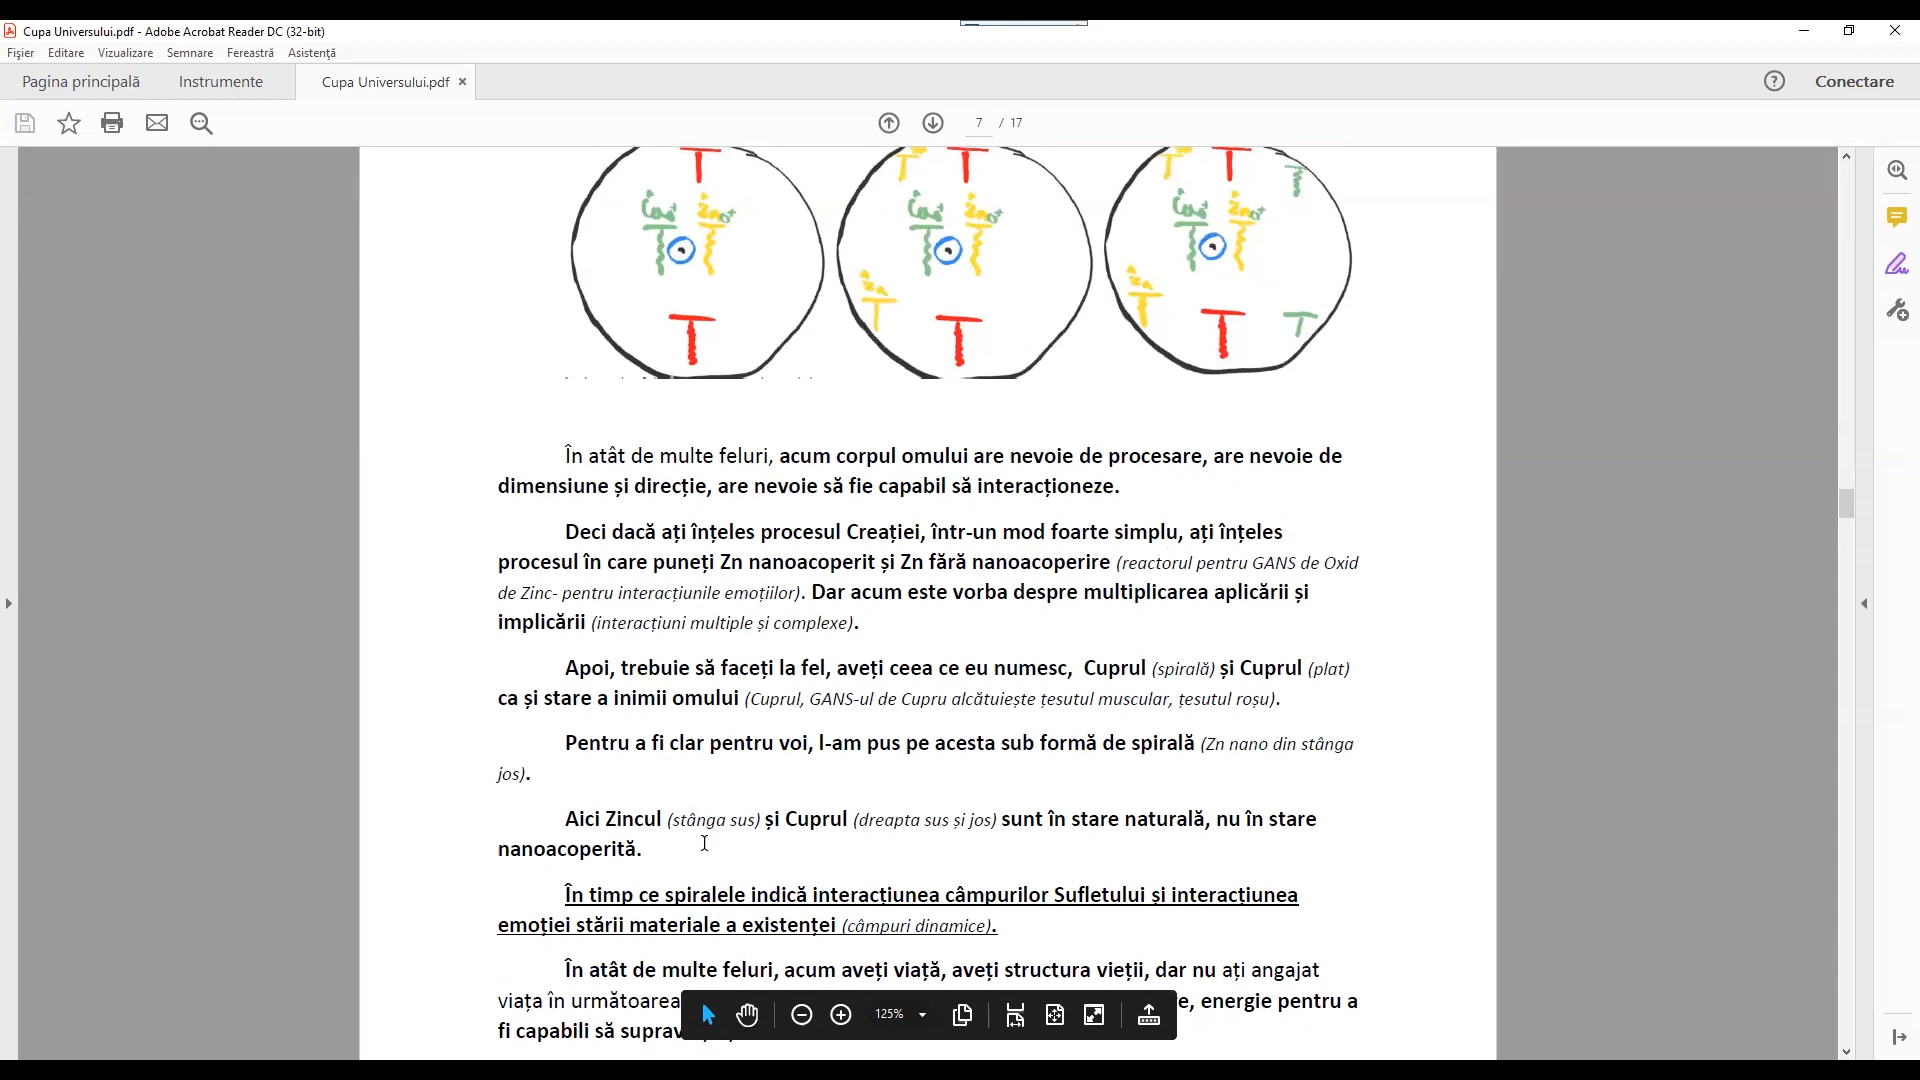 Cupa Universului.pdf - Adobe Acrobat Reader DC (32-bit)
Fișier Editare Vizualizare Semnare Fereastră Asistență
Pagina principală Instrumente Cupa Universului.pdf × Conectare
7 / 17
T T T T T T
Zn Zn Zn
Zn Zn
T T T T T T
În atât de multe feluri, acum corpul omului are nevoie de procesare, are nevoie de
dimensiune și direcție, are nevoie să fie capabil să interacționeze.
Deci dacă ați înțeles procesul Creației, într-un mod foarte simplu, ați înțeles
procesul în care puneți Zn nanoacoperit și Zn fără nanoacoperire (reactorul pentru GANS de Oxid
de Zinc- pentru interacțiunile emoțiilor). Dar acum este vorba despre multiplicarea aplicării și
implicării (interacțiuni multiple și complexe).
Apoi, trebuie să faceți la fel, aveți ceea ce eu numesc, Cuprul (spirală) și Cuprul (plat)
ca și stare a inimii omului (Cuprul, GANS-ul de Cupru alcătuiește țesutul muscular, țesutul roșu).
Pentru a fi clar pentru voi, l-am pus pe acesta sub formă de spirală (Zn nano din stânga
jos).
Aici Zincul (stânga sus) și Cuprul (dreapta sus și jos) sunt în stare naturală, nu în stare
nanoacoperită.
În timp ce spiralele indică interacțiunea câmpurilor Sufletului și interacțiunea
emoției stării materiale a existenței (câmpuri dinamice).
În atât de multe feluri, acum aveți viață, aveți structura vieții, dar nu ați angajat
viața în următoarea e, energie pentru a
fi capabili să suprav
125%